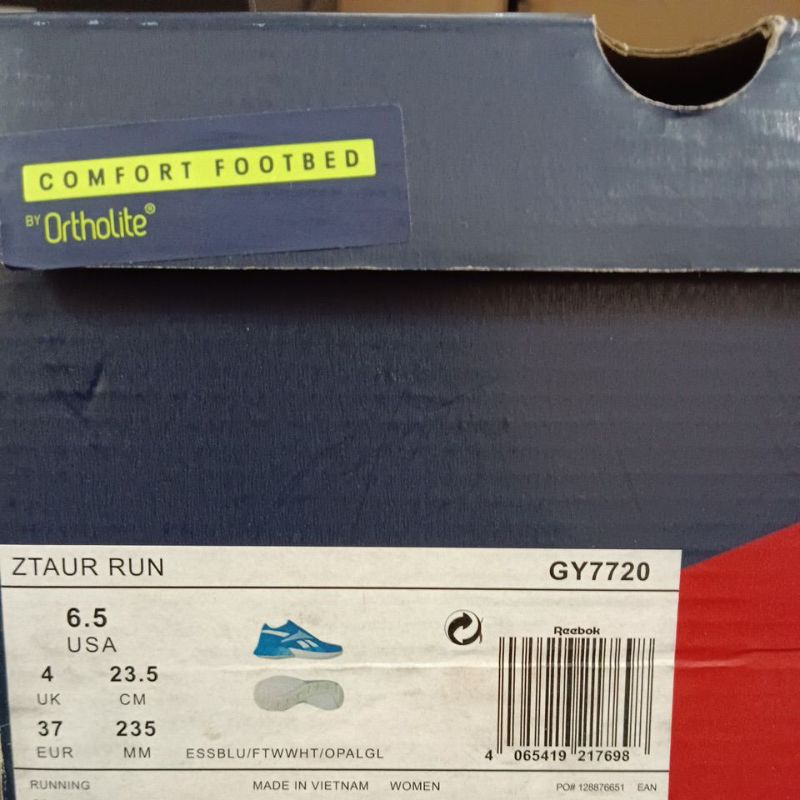 COMFORT FOOTBED
BY Ortholite®
ZTAUR RUN
GY7720
6.5
USA
4 23.5
UK CM
37 235
EUR MM
ESSBLU/FTWWHT/OPALGL
Reebok
4 065419 217698
RUNNING MADE IN VIETNAM WOMEN PO# 128876651 EAN